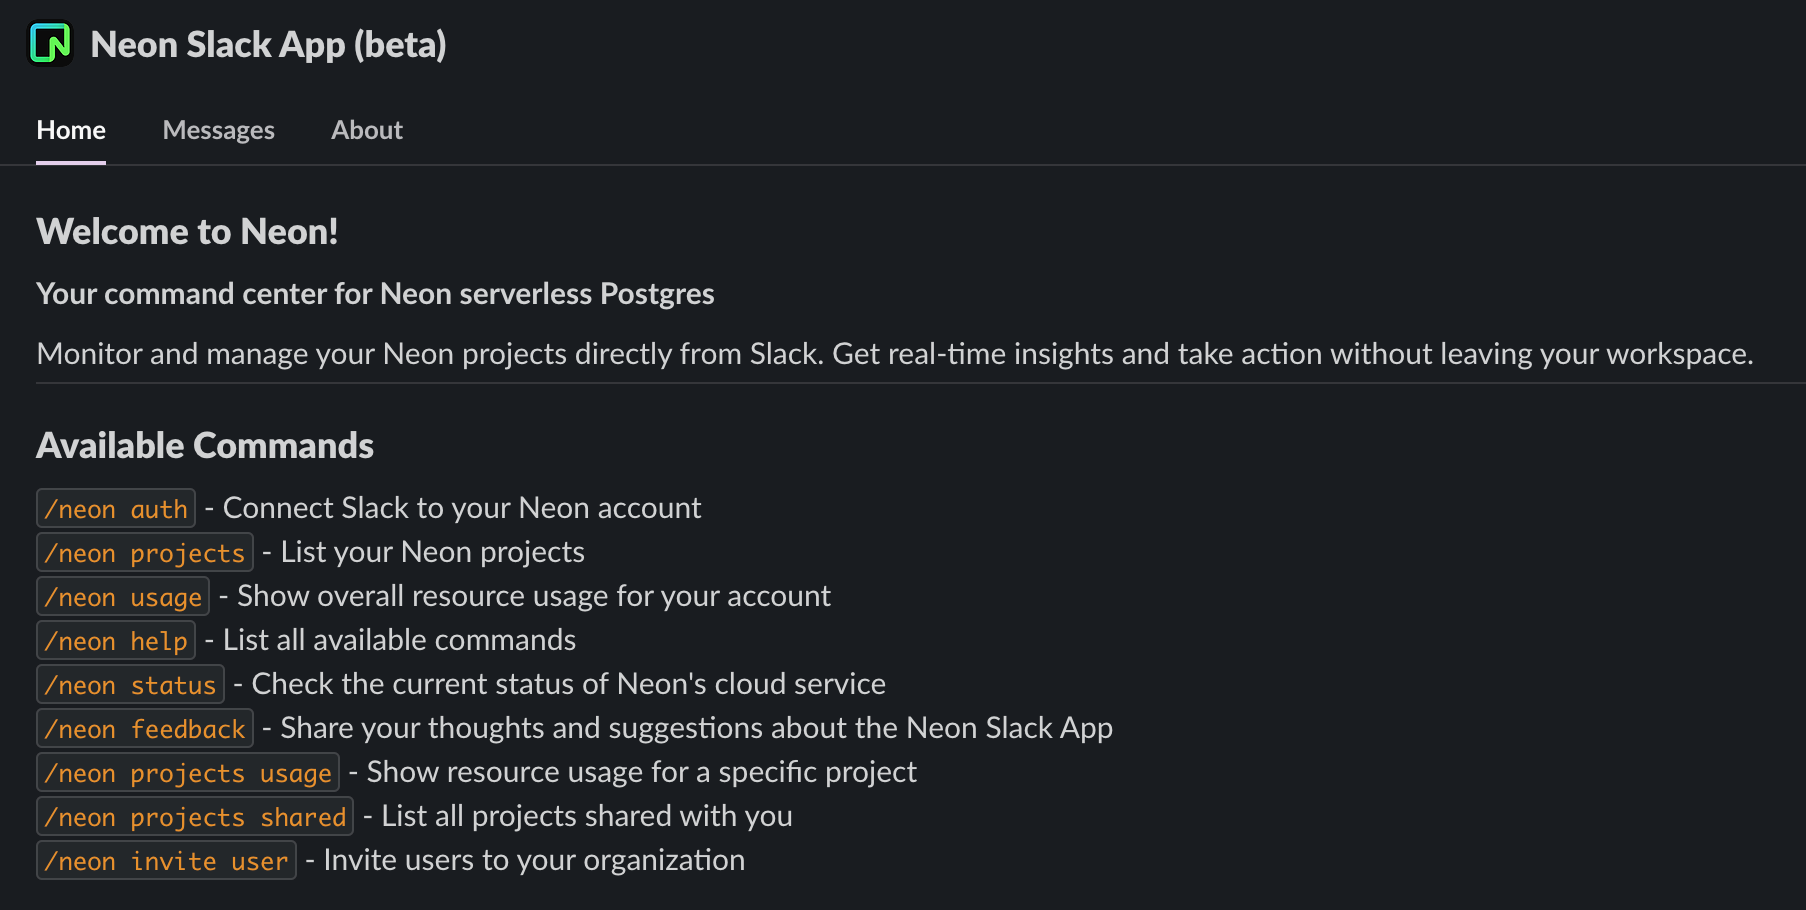 Neon Slack App (beta)
Home Messages About
Welcome to Neon!
Your command center for Neon serverless Postgres
Monitor and manage your Neon projects directly from Slack. Get real-time insights and take action without leaving your workspace.
Available Commands
/neon auth - Connect Slack to your Neon account
/neon projects - List your Neon projects
/neon usage - Show overall resource usage for your account
/neon help - List all available commands
/neon status - Check the current status of Neon's cloud service
/neon feedback - Share your thoughts and suggestions about the Neon Slack App
/neon projects usage - Show resource usage for a specific project
/neon projects shared - List all projects shared with you
/neon invite user - Invite users to your organization